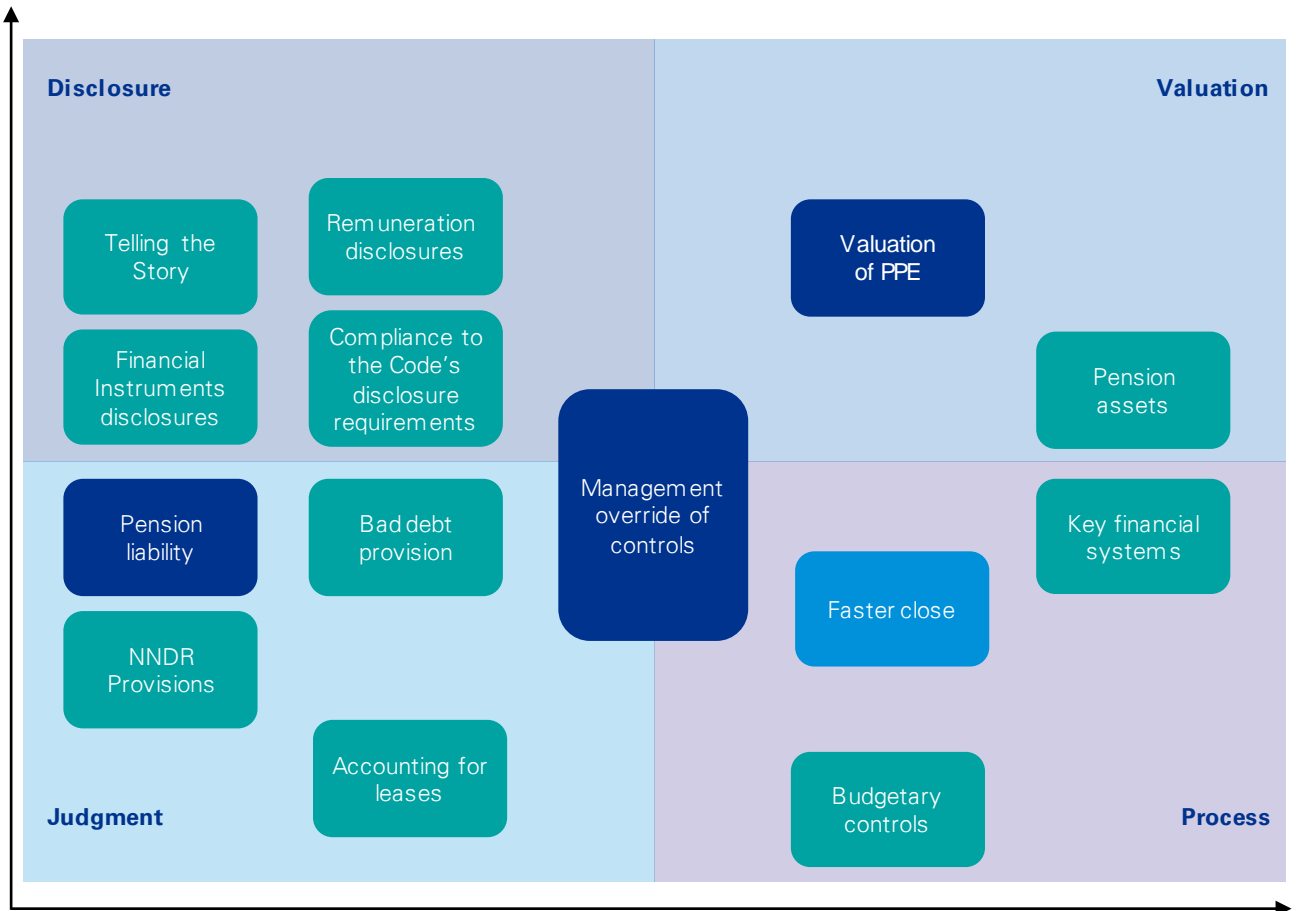 Disclosure
Valuation
Telling the
Story
Remuneration
disclosures
Valuation
of PPE
Financial
Instruments
disclosures
Compliance to
the Code's
disclosure
requirements
Pension
assets
Management
override of
controls
Pension
liability
Bad debt
provision
Key financial
systems
Faster close
NNDR
Provisions
Accounting for
leases
Budgetary
controls
Judgment
Process